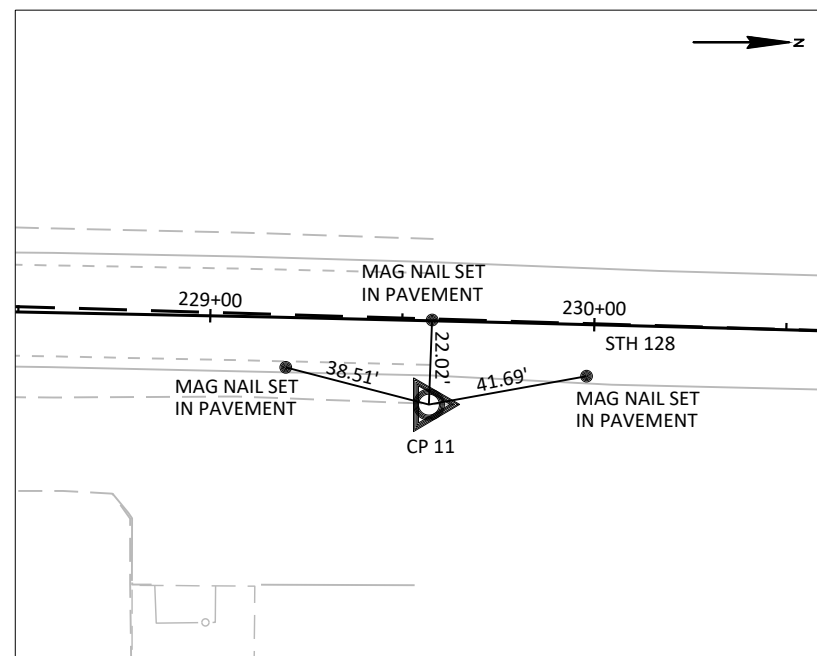 N
MAG NAIL SET
IN PAVEMENT
229+00
230+00
STH 128
22.02'
38.51'
41.69'
MAG NAIL SET
IN PAVEMENT
MAG NAIL SET
IN PAVEMENT
CP 11